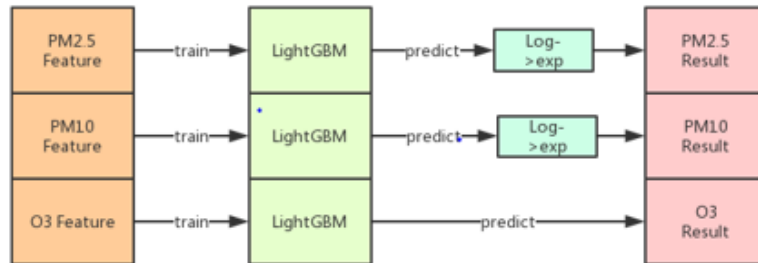 PM2.5
Feature
train
LightGBM
predict
Log-
>exp
PM2.5
Result
PM10
Feature
train
LightGBM
predict
Log-
>exp
PM10
Result
O3 Feature
train
LightGBM
predict
O3
Result